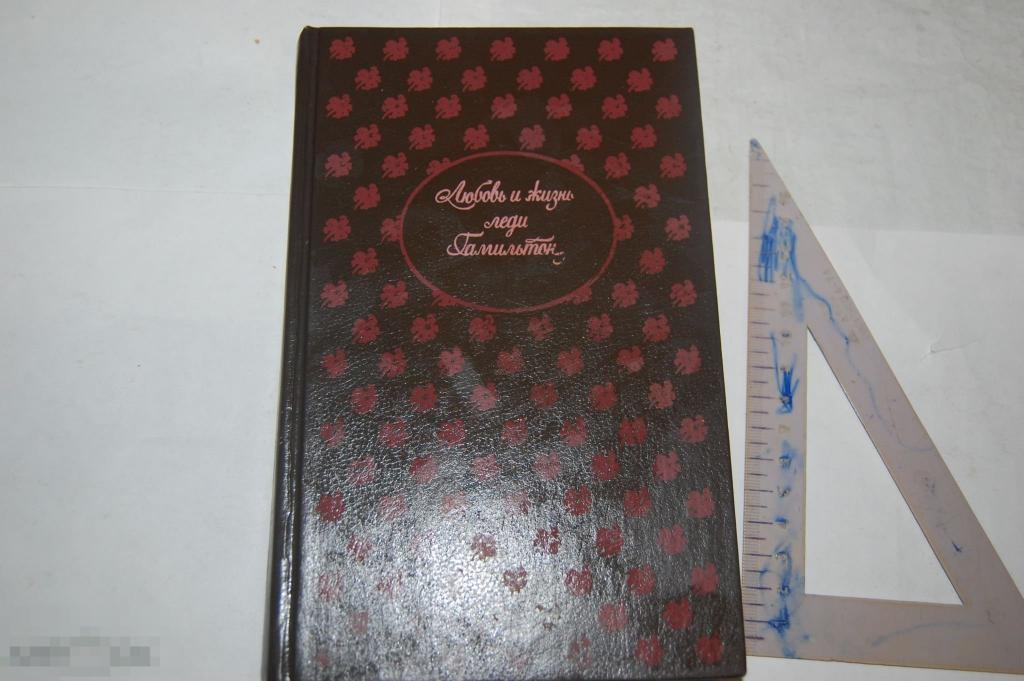 Любовь и жизнь
леди
Гамильтон